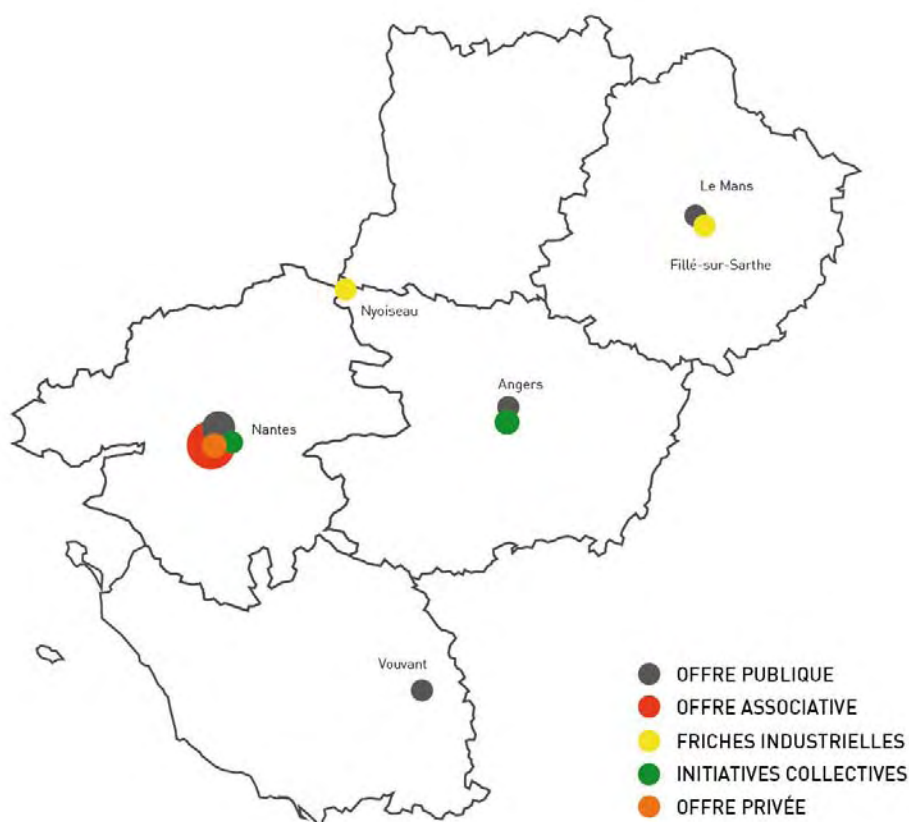 Le Mans
Fillé-sur-Sarthe
Nyoiseau
Angers
Nantes
Vouvant
OFFRE PUBLIQUE
OFFRE ASSOCIATIVE
FRICHES INDUSTRIELLES
INITIATIVES COLLECTIVES
OFFRE PRIVÉE